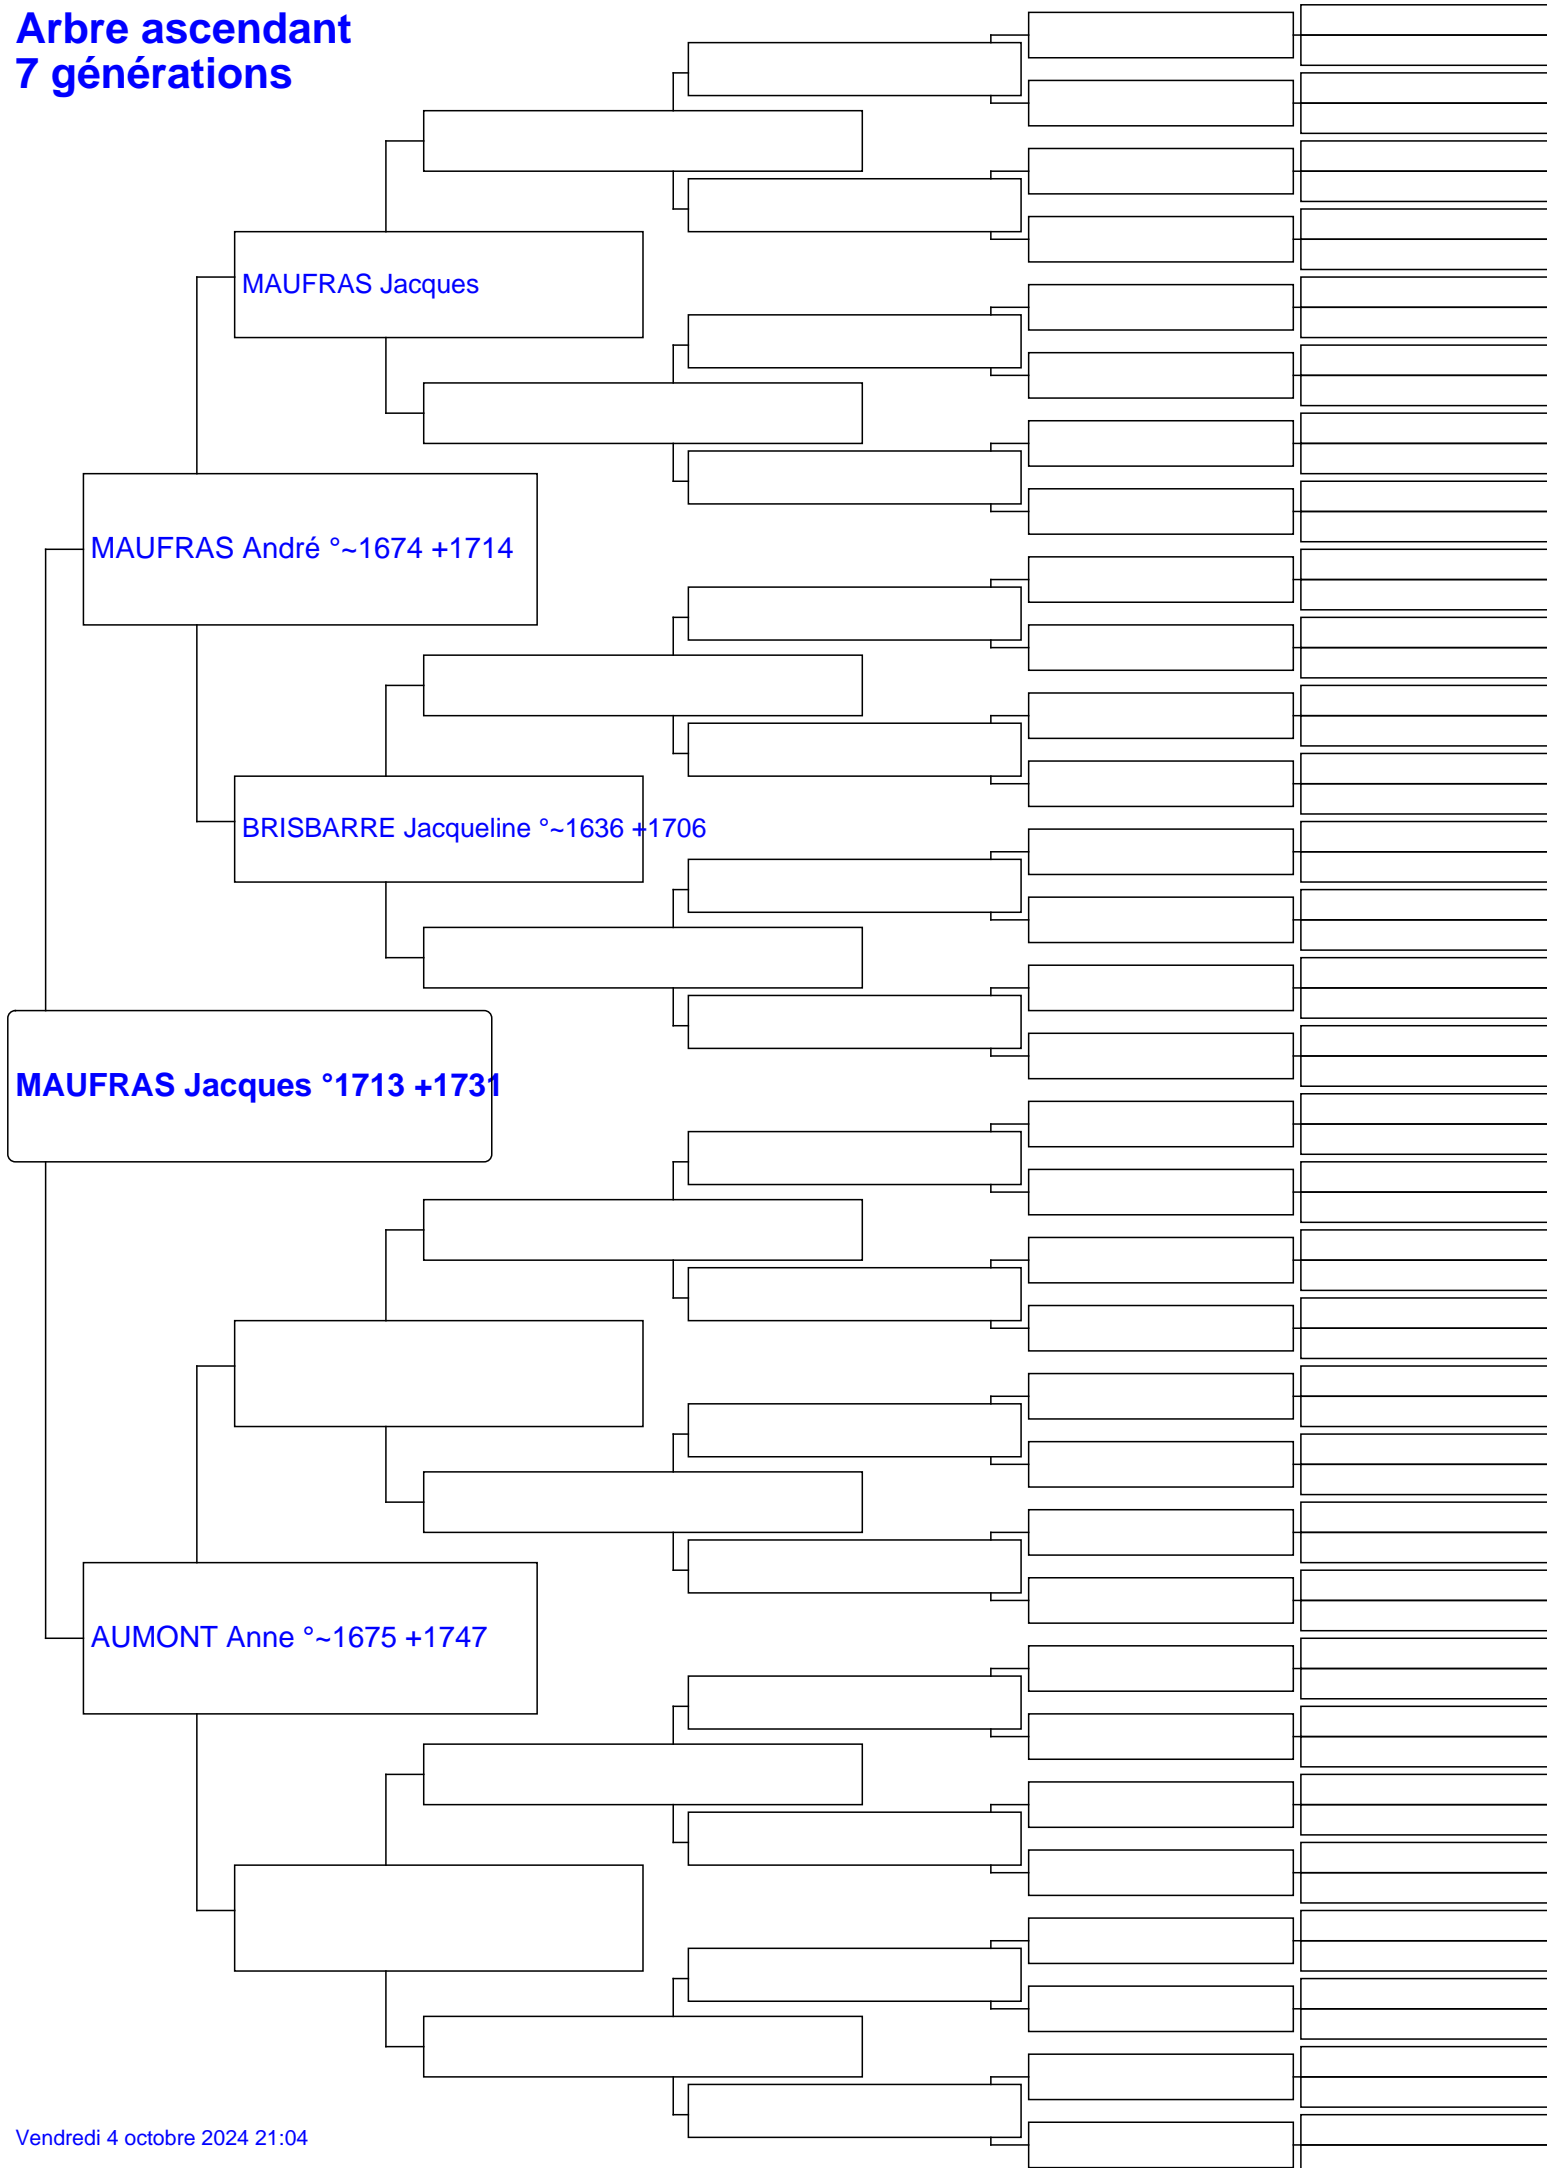 Arbre ascendant
7 générations
MAUFRAS Jacques
MAUFRAS André °~1674 +1714
BRISBARRE Jacqueline °~1636 +1706
MAUFRAS Jacques °1713 +1731
AUMONT Anne °~1675 +1747
Vendredi 4 octobre 2024 21:04